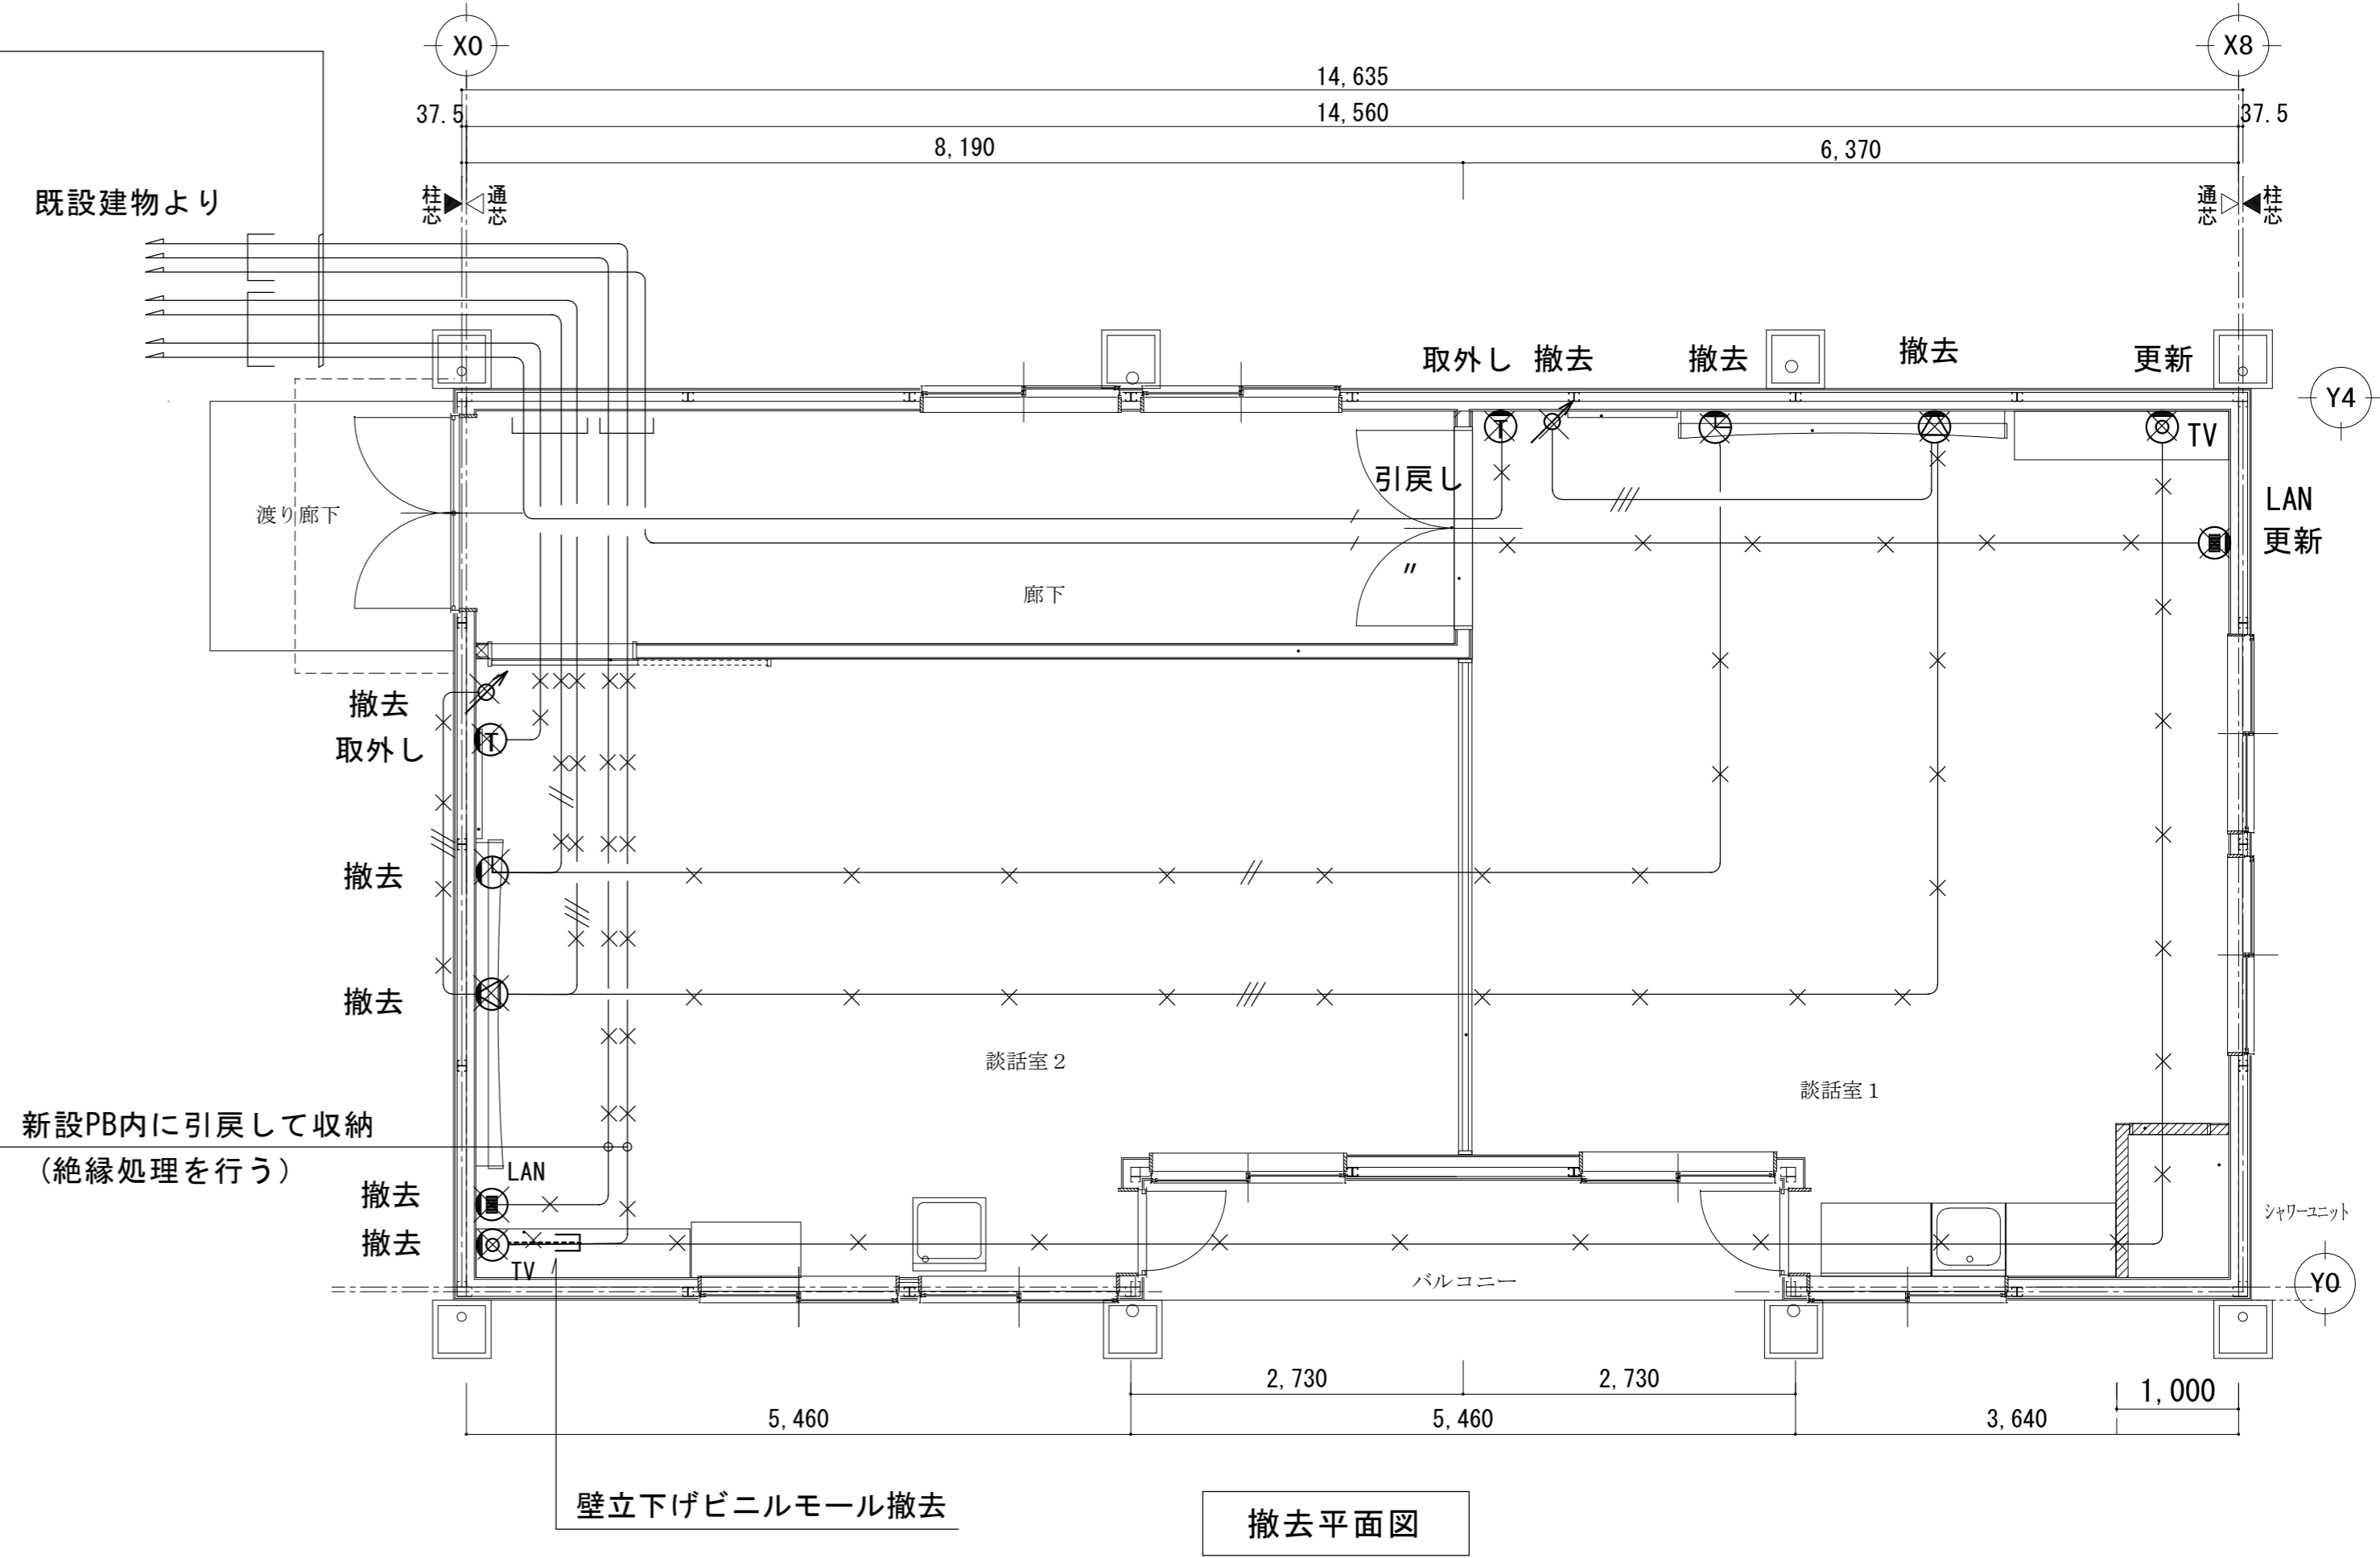 X0
X8
14,635
37.5
14,560
37.5
8,190
6,370
既設建物より
柱芯
通芯
通芯
柱芯
取外し
撤去
撤去
撤去
更新
Y4
T
TV
引戻し
LAN
更新
渡り廊下
〃
廊下
撤去
取外し
T
撤去
撤去
談話室２
談話室１
新設PB内に引戻して収納
（絶縁処理を行う）
LAN
撤去
撤去
TV
シャワーユニット
バルコニー
Y0
2,730
2,730
1,000
5,460
5,460
3,640
壁立下げビニルモール撤去
撤去平面図